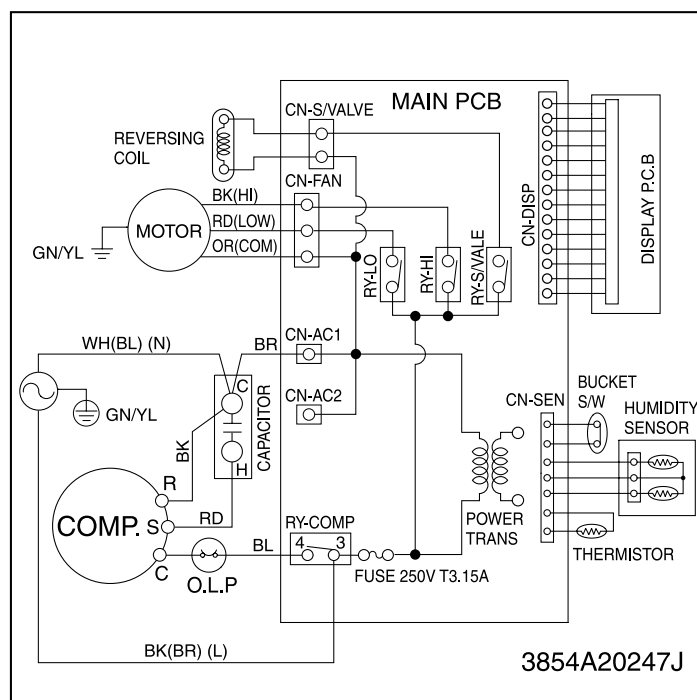 MAIN PCB
CN-S/VALVE
REVERSING
COIL
CN-FAN
BK(HI)
RD(LOW)
OR(COM)
MOTOR
GN/YL
RY-LO
RY-HI
RY-S/VALE
CN-DISP
DISPLAY P.C.B
WH(BL) (N)
BR
CN-AC1
CN-AC2
GN/YL
C
H
CAPACITOR
BK
R
COMP.
S
RD
C
O.L.P
BL
RY-COMP
4
3
FUSE 250V T3.15A
POWER
TRANS
CN-SEN
BUCKET
S/W
HUMIDITY
SENSOR
THERMISTOR
BK(BR) (L)
3854A20247J